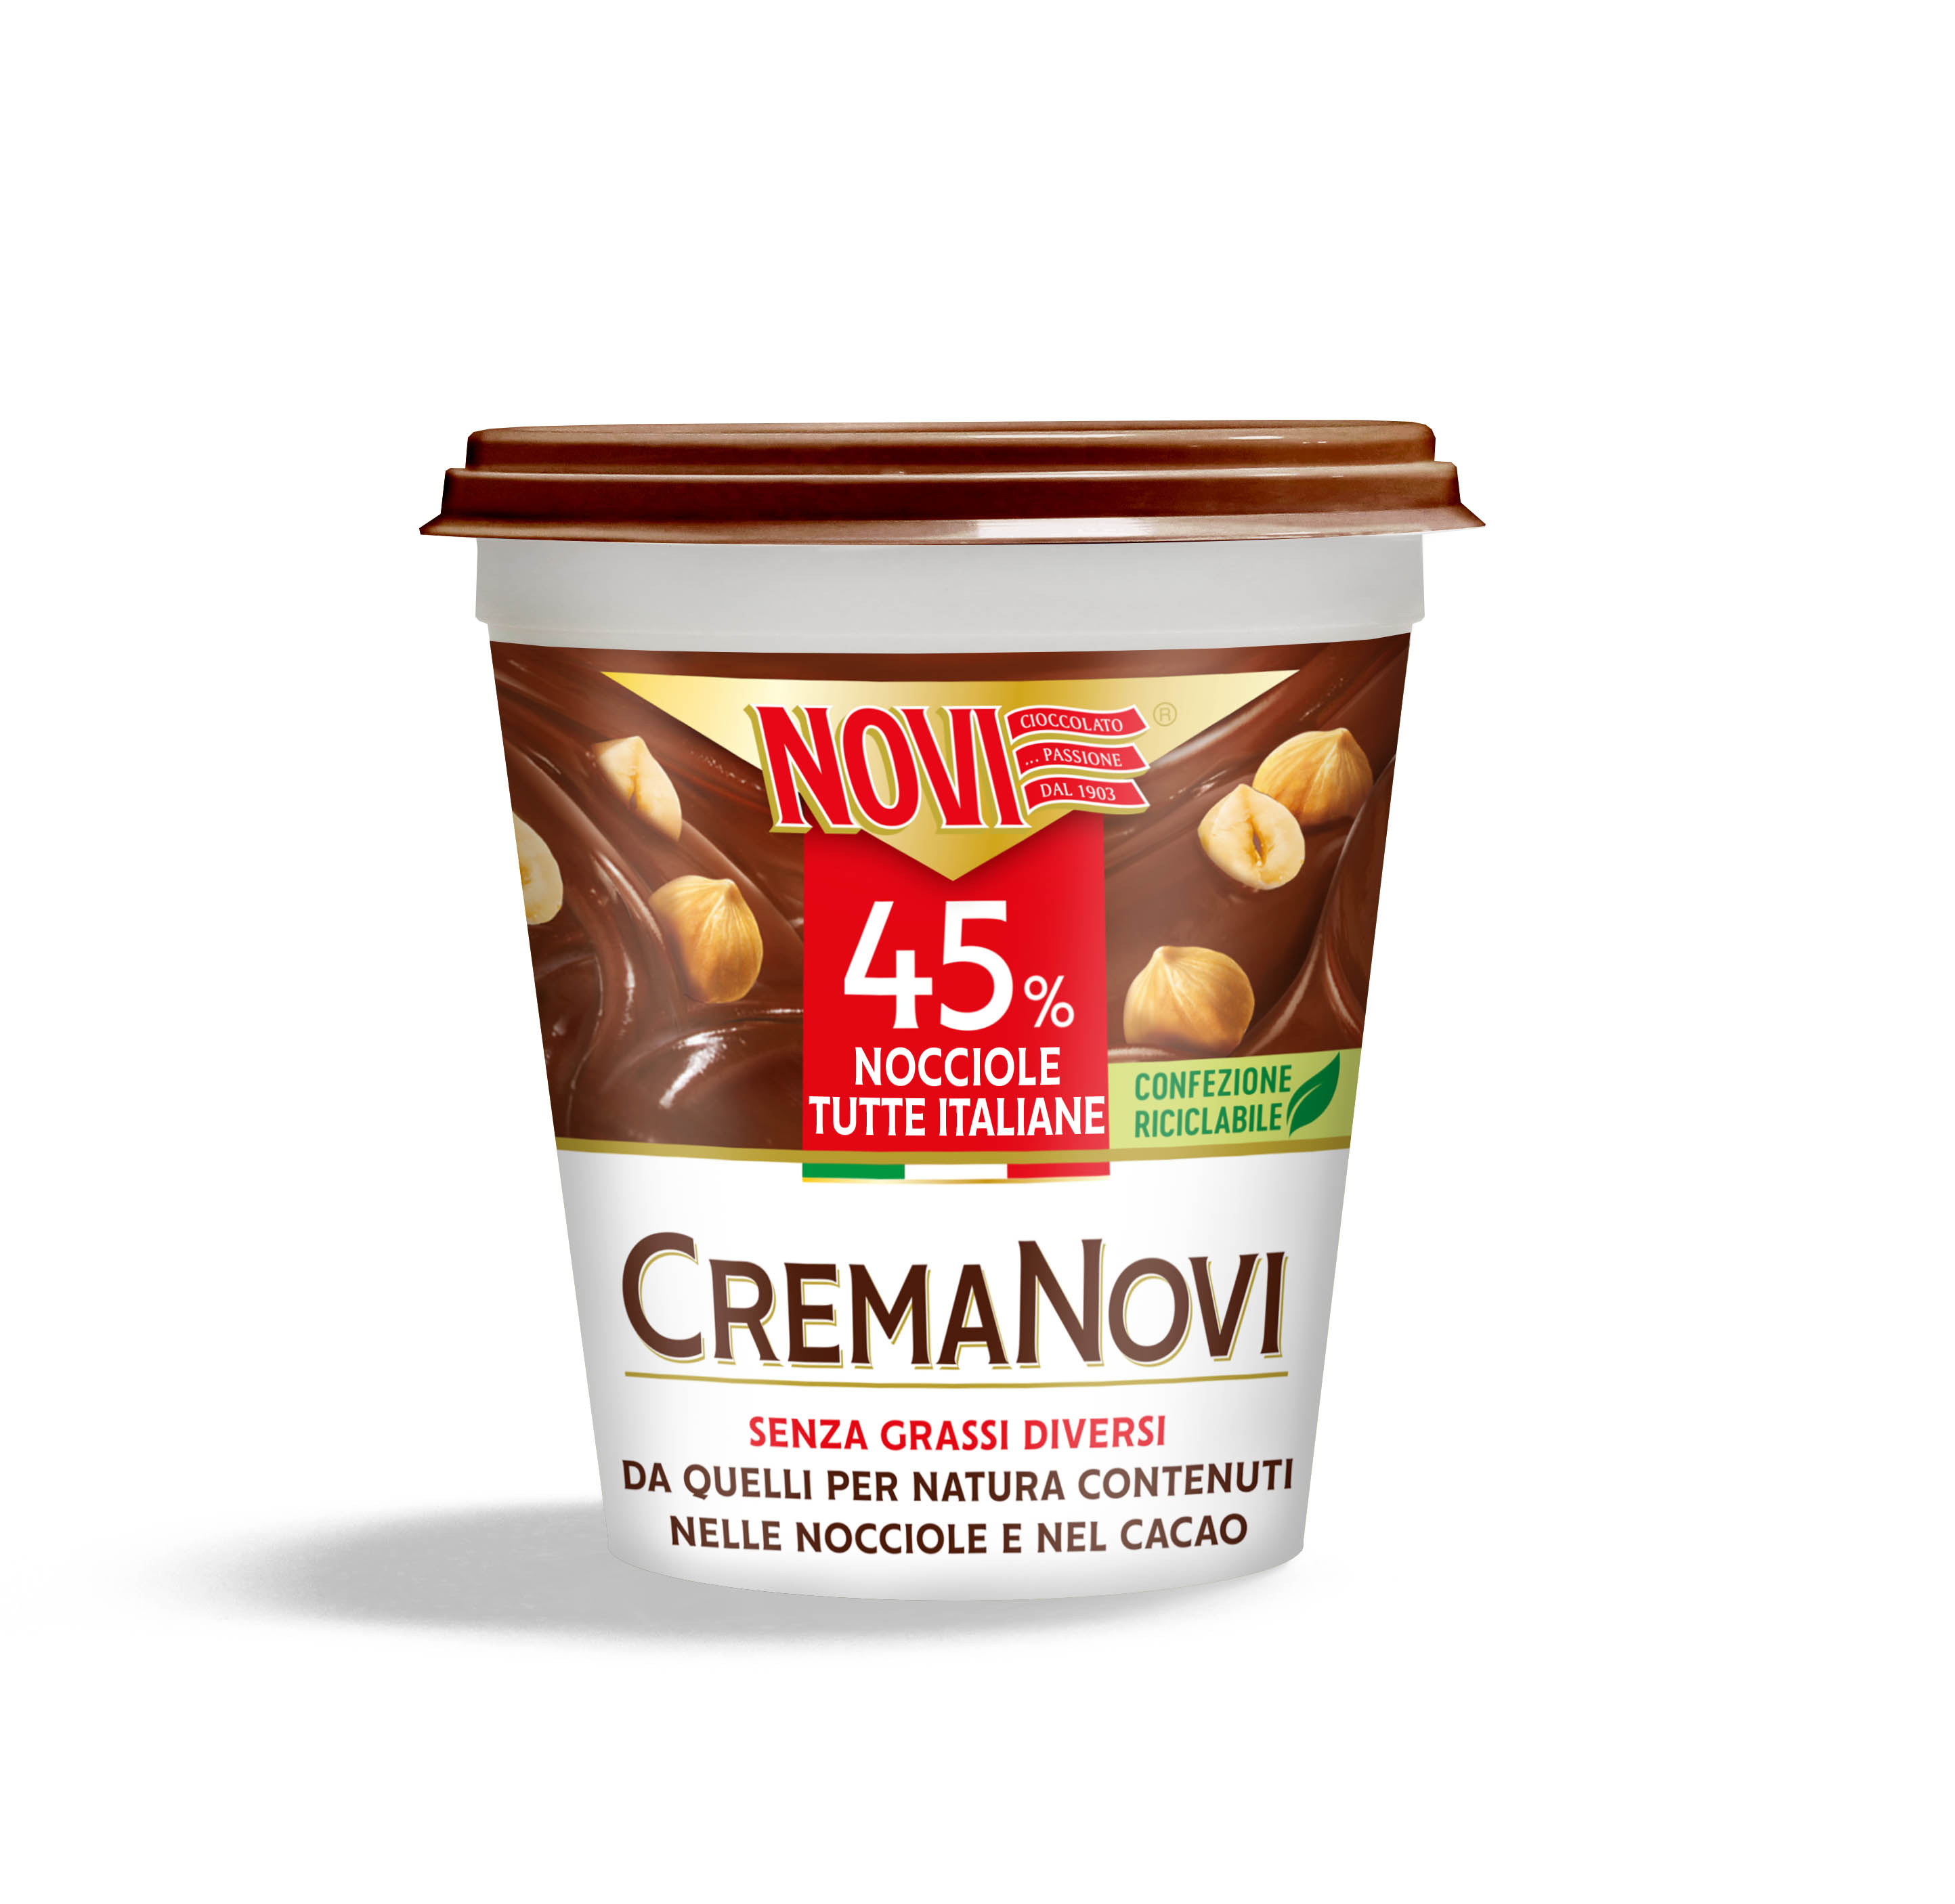 NOVI
CIOCCOLATO
... PASSIONE
DAL 1903
®
45%
NOCCIOLE
TUTTE ITALIANE
CONFEZIONE
RICICLABILE
CREMANOVI
SENZA GRASSI DIVERSI
DA QUELLI PER NATURA CONTENUTI
NELLE NOCCIOLE E NEL CACAO